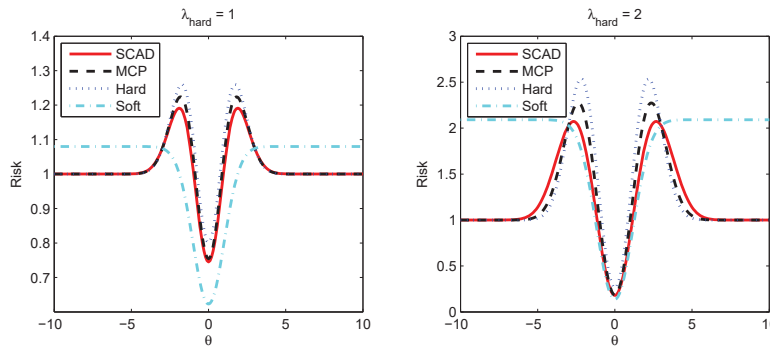 λhard = 1
1.4
1.3
1.2
1.1
1
0.9
0.8
0.7
Risk
SCAD
MCP
Hard
Soft
−10
−5
0
5
10
θ
λhard = 2
3
2.5
2
1.5
1
0.5
0
Risk
SCAD
MCP
Hard
Soft
−10
−5
0
5
10
θ